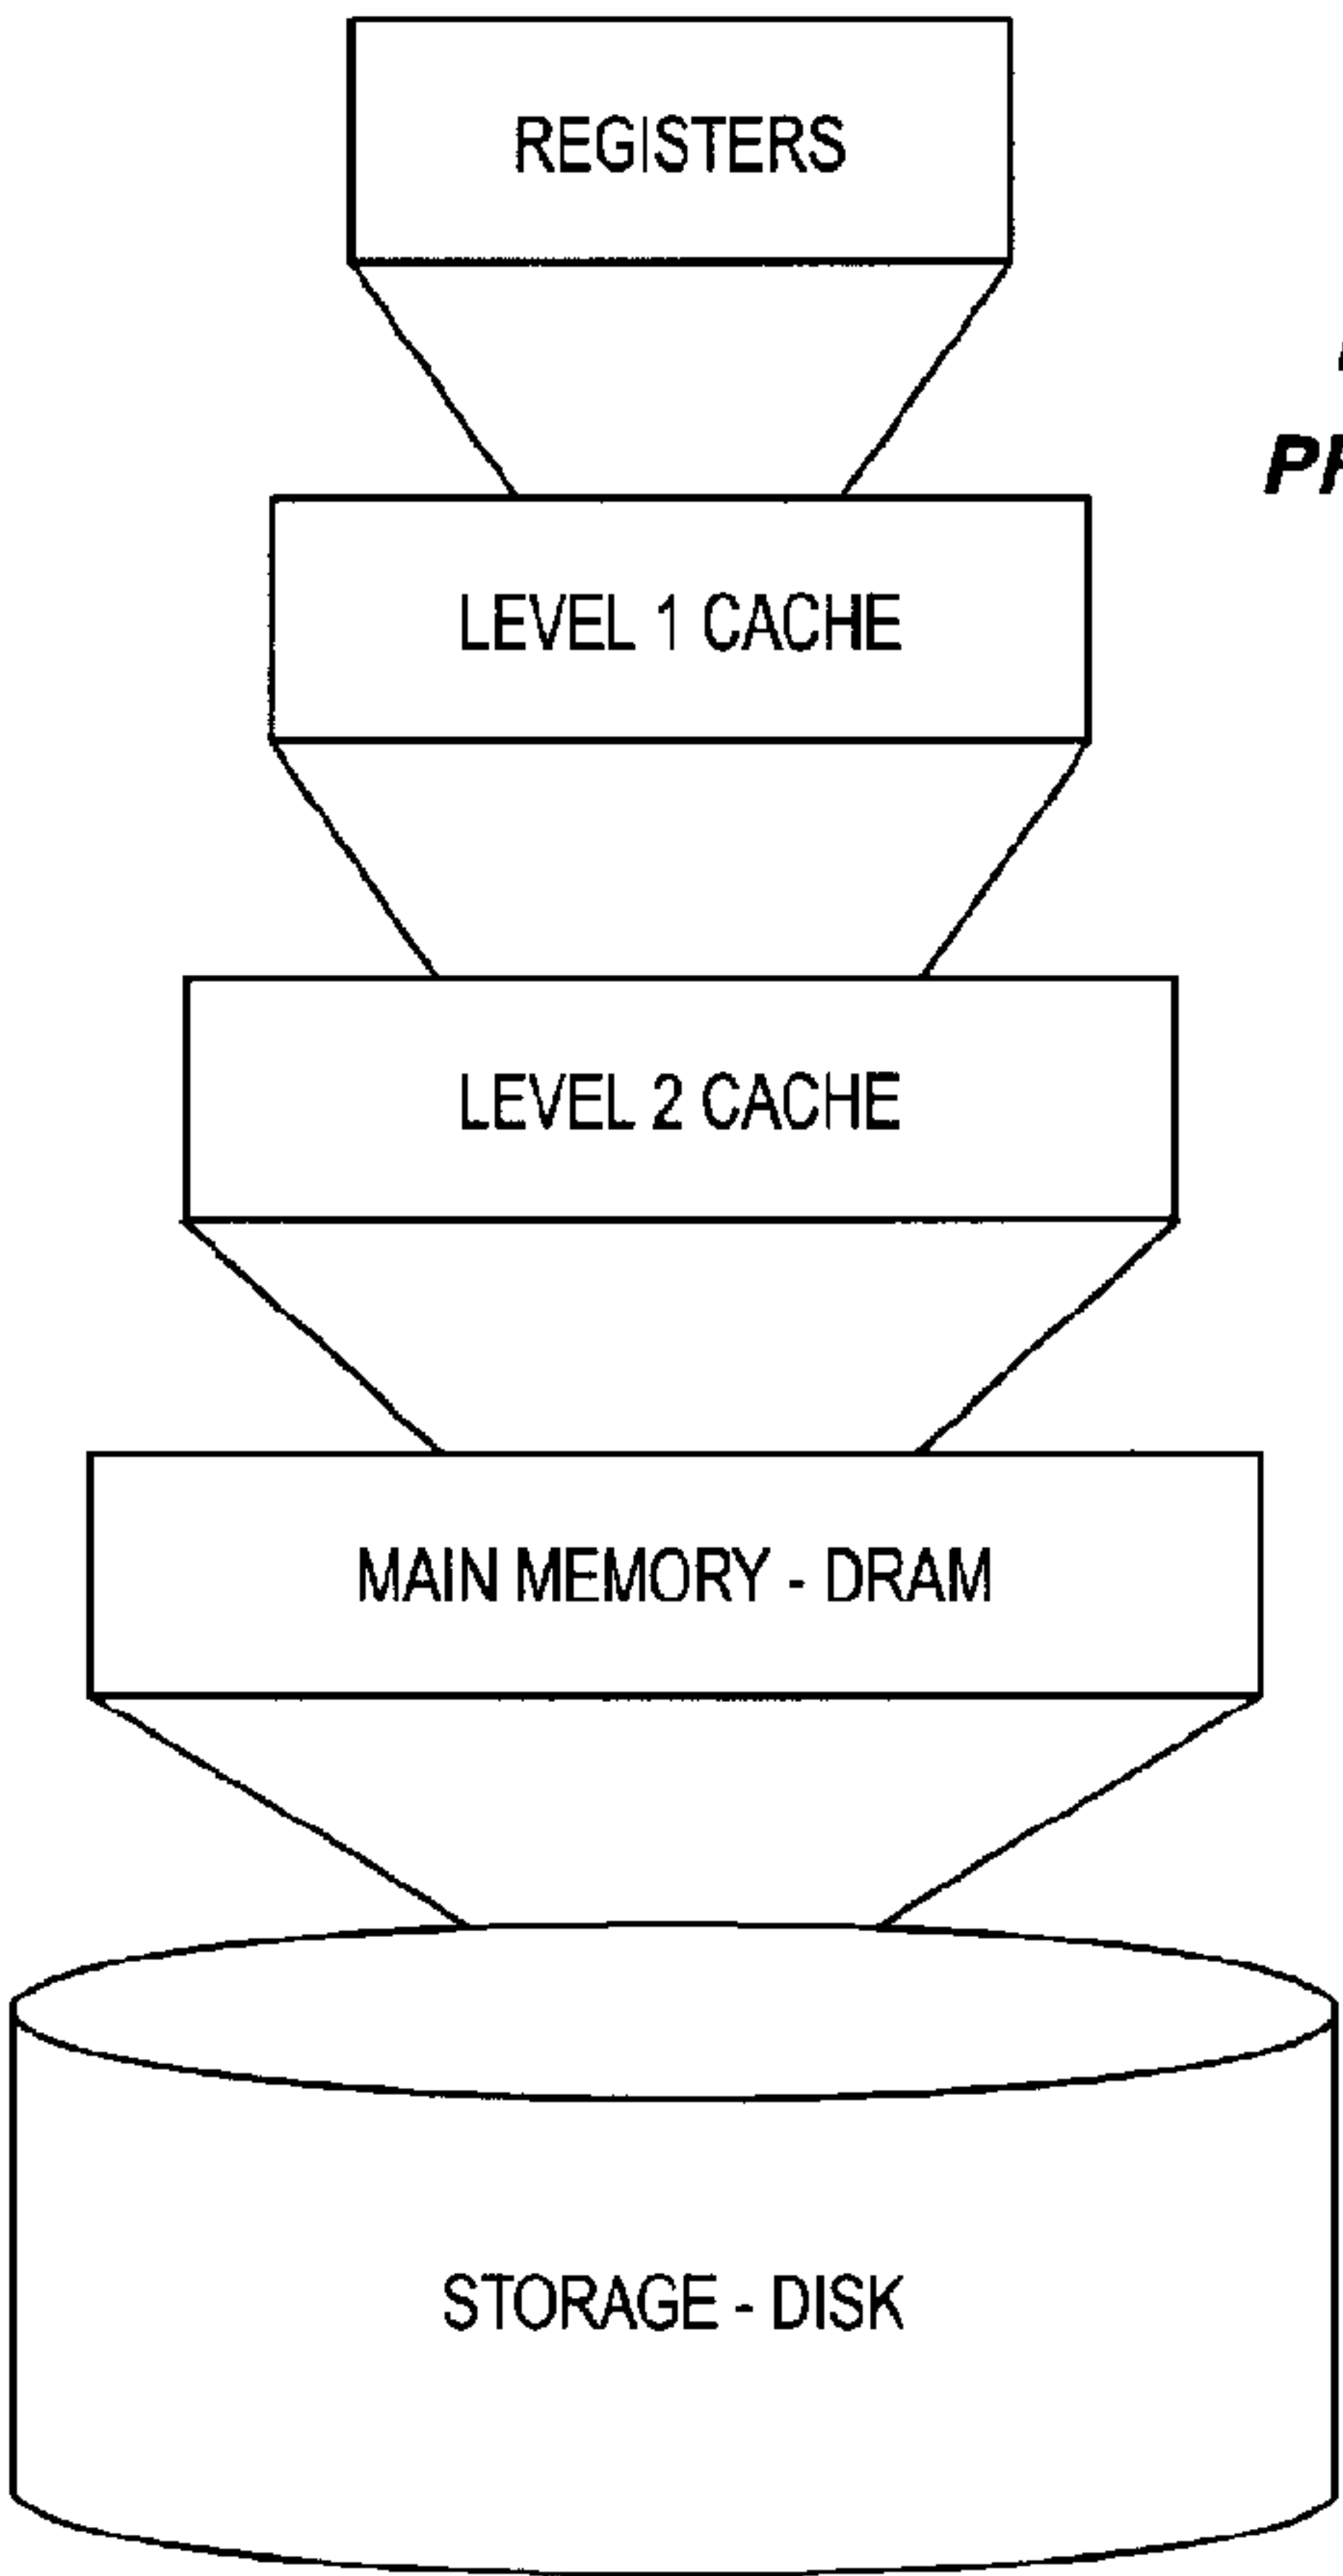 REGISTERS
LEVEL 1 CACHE
LEVEL 2 CACHE
MAIN MEMORY - DRAM
STORAGE - DISK